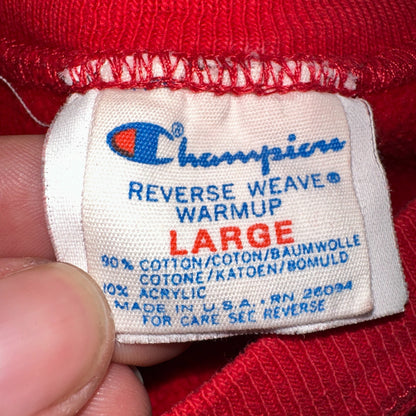 Champion®
REVERSE WEAVE®
WARMUP
LARGE
90% COTTON/COTON/BAUMWOLLE
COTONE/KATOEN/BOMULD
10% ACRYLIC
MADE IN U.S.A. · RN 26094
FOR CARE SEE REVERSE